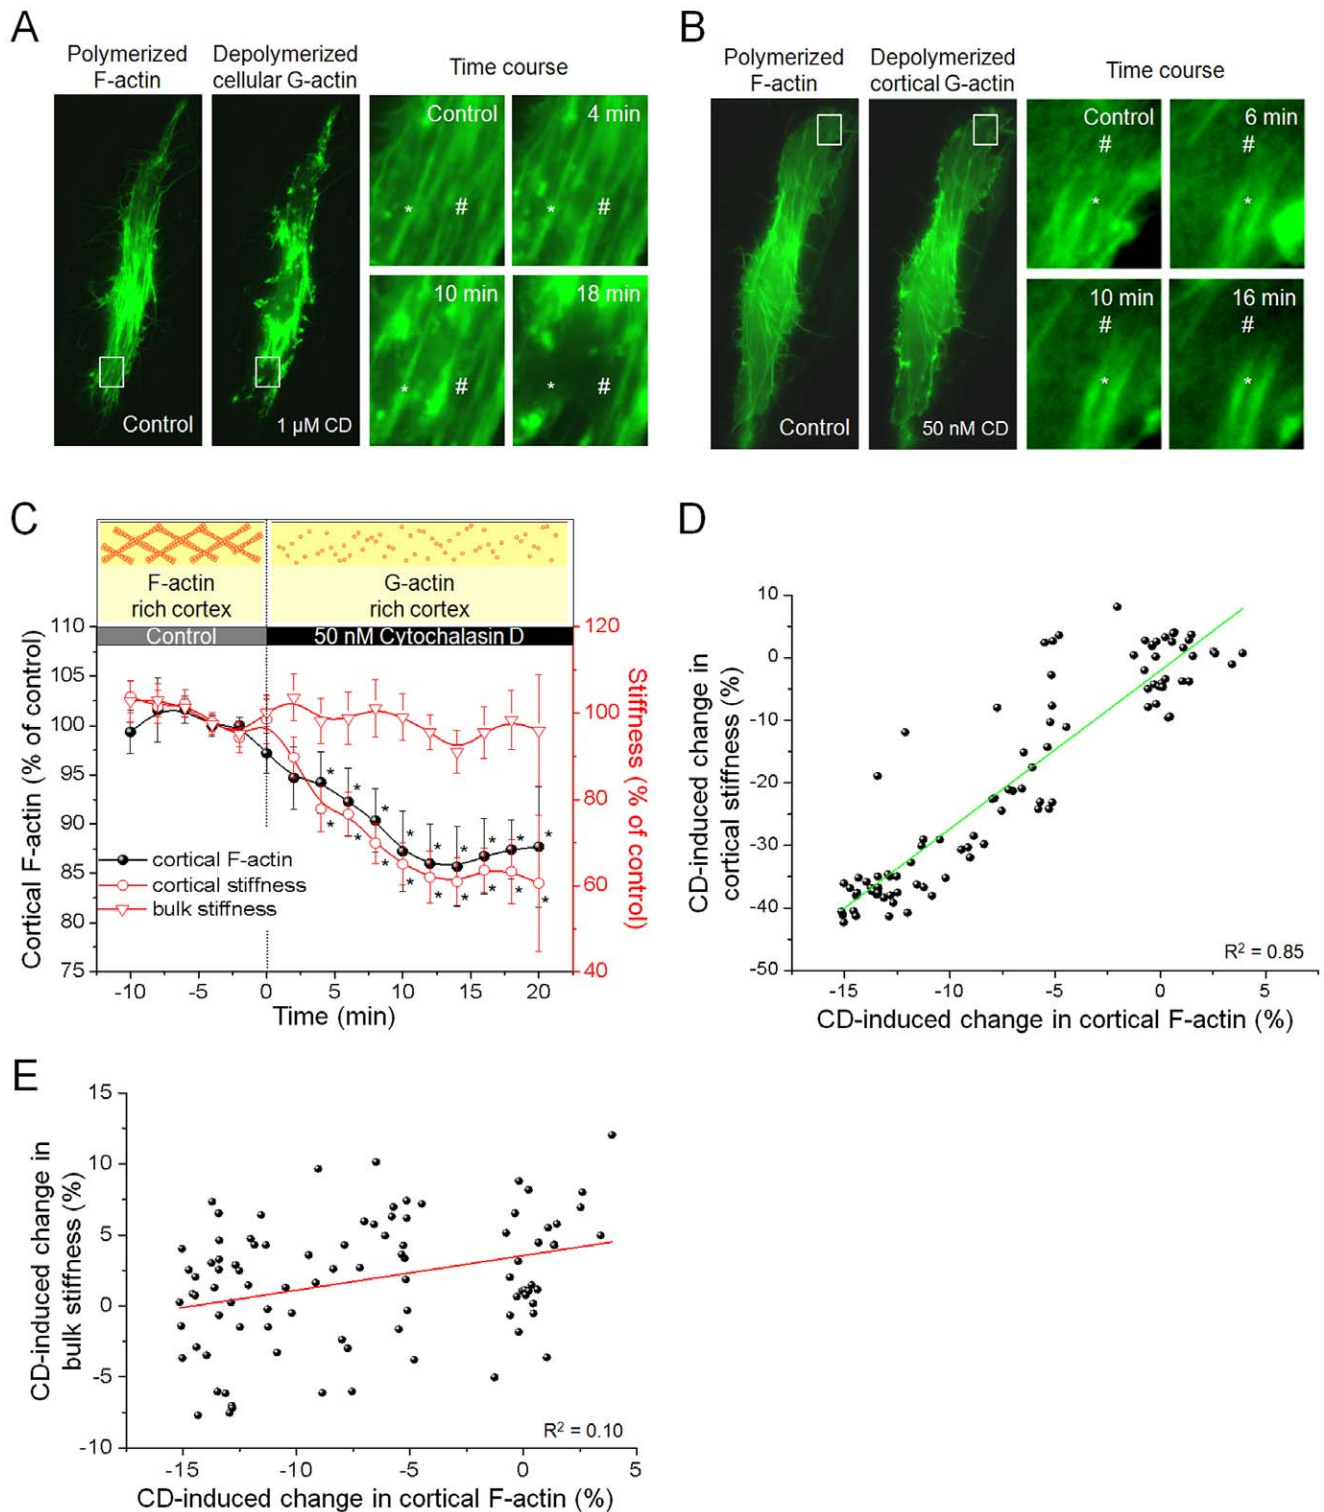 A
Polymerized
F-actin
Depolymerized
cellular G-actin
Time course
Control
1 µM CD
Control
4 min
*
#
*
#
10 min
18 min
*
#
*
#
B
Polymerized
F-actin
Depolymerized
cortical G-actin
Time course
Control
50 nM CD
Control
6 min
#
#
*
*
10 min
16 min
#
#
*
*
C
F-actin
rich cortex
G-actin
rich cortex
Control
50 nM Cytochalasin D
Cortical F-actin (% of control)
110
105
100
95
90
85
80
75
Stiffness (% of control)
120
100
80
60
40
* * * * * * * * *
* * * * * * * * *
cortical F-actin
cortical stiffness
bulk stiffness
-10
-5
0
5
10
15
20
Time (min)
D
CD-induced change in
cortical stiffness (%)
10
0
-10
-20
-30
-40
-50
R² = 0.85
-15
-10
-5
0
5
CD-induced change in cortical F-actin (%)
E
CD-induced change in
bulk stiffness (%)
15
10
5
0
-5
-10
R² = 0.10
-15
-10
-5
0
5
CD-induced change in cortical F-actin (%)